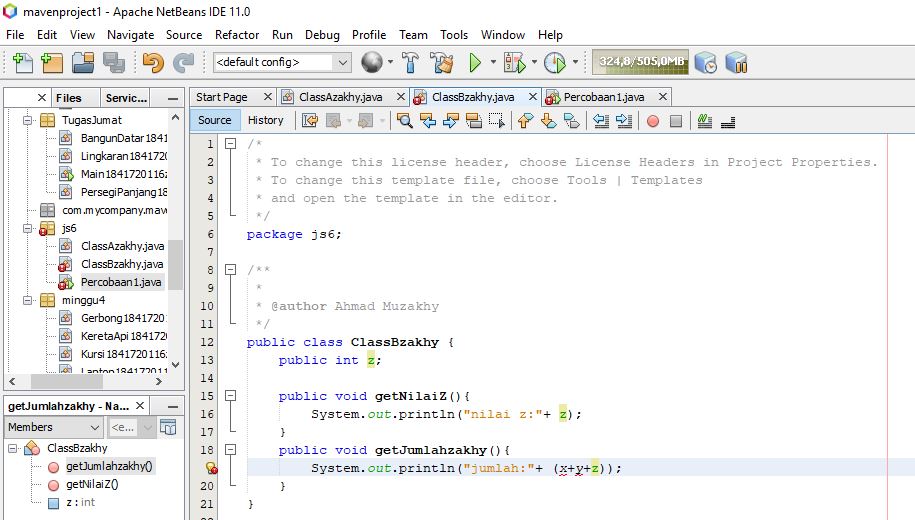 mavenproject1 - Apache NetBeans IDE 11.0
File Edit View Navigate Source Refactor Run Debug Profile Team Tools Window Help
<default config>
324,8/505,0MB
Files Servic...
TugasJumat
BangunDatar1841
Lingkaran1841720
Main1841720116z
PersegiPanjang18
com.mycompany.mav
js6
ClassAzakhy.java
ClassBzakhy.java
Percobaan1.java
minggu4
Gerbong18417201
KeretaApi184172
Kursi1841720116z
Laptop184172011
getJumlahzakhy - Na...
Members <e...
ClassBzakhy
getJumlahzakhy()
getNilaiZ()
z : int
Start Page ClassAzakhy.java ClassBzakhy.java Percobaan1.java
Source History
1 /*
2 * To change this license header, choose License Headers in Project Properties.
3 * To change this template file, choose Tools | Templates
4 * and open the template in the editor.
5 */
6 package js6;
7
8 /**
9 *
10 * @author Ahmad Muzakhy
11 */
12 public class ClassBzakhy {
13 public int z;
14
15 public void getNilaiZ(){
16 System.out.println("nilai z:"+ z);
17 }
18 public void getJumlahzakhy(){
System.out.println("jumlah:"+ (x+y+z));
20 }
21 }